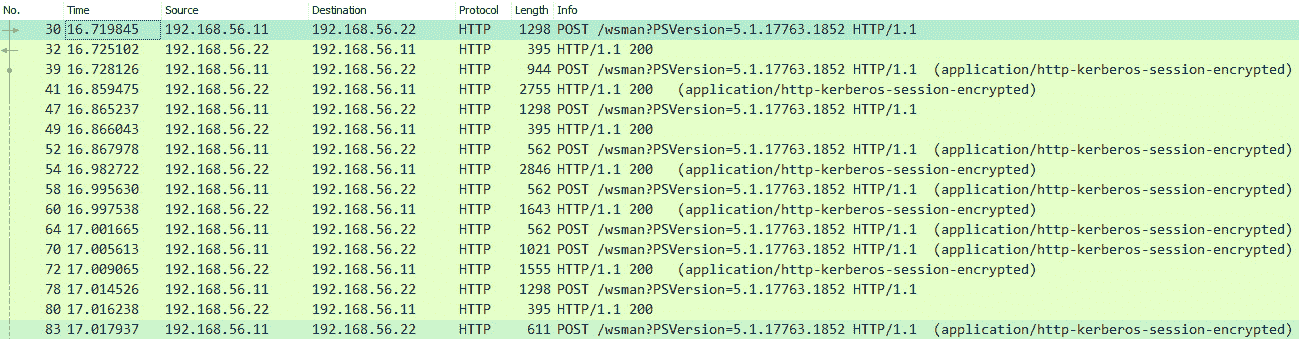 No. Time Source Destination Protocol Length Info
30 16.719845 192.168.56.11 192.168.56.22 HTTP 1298 POST /wsman?PSVersion=5.1.17763.1852 HTTP/1.1
32 16.725102 192.168.56.22 192.168.56.11 HTTP 395 HTTP/1.1 200
39 16.728126 192.168.56.11 192.168.56.22 HTTP 944 POST /wsman?PSVersion=5.1.17763.1852 HTTP/1.1 (application/http-kerberos-session-encrypted)
41 16.859475 192.168.56.22 192.168.56.11 HTTP 2755 HTTP/1.1 200 (application/http-kerberos-session-encrypted)
47 16.865237 192.168.56.11 192.168.56.22 HTTP 1298 POST /wsman?PSVersion=5.1.17763.1852 HTTP/1.1
49 16.866043 192.168.56.22 192.168.56.11 HTTP 395 HTTP/1.1 200
52 16.867978 192.168.56.11 192.168.56.22 HTTP 562 POST /wsman?PSVersion=5.1.17763.1852 HTTP/1.1 (application/http-kerberos-session-encrypted)
54 16.982722 192.168.56.22 192.168.56.11 HTTP 2846 HTTP/1.1 200 (application/http-kerberos-session-encrypted)
58 16.995630 192.168.56.11 192.168.56.22 HTTP 562 POST /wsman?PSVersion=5.1.17763.1852 HTTP/1.1 (application/http-kerberos-session-encrypted)
60 16.997538 192.168.56.22 192.168.56.11 HTTP 1643 HTTP/1.1 200 (application/http-kerberos-session-encrypted)
64 17.001665 192.168.56.11 192.168.56.22 HTTP 562 POST /wsman?PSVersion=5.1.17763.1852 HTTP/1.1 (application/http-kerberos-session-encrypted)
70 17.005613 192.168.56.11 192.168.56.22 HTTP 1021 POST /wsman?PSVersion=5.1.17763.1852 HTTP/1.1 (application/http-kerberos-session-encrypted)
72 17.009065 192.168.56.22 192.168.56.11 HTTP 1555 HTTP/1.1 200 (application/http-kerberos-session-encrypted)
78 17.014526 192.168.56.11 192.168.56.22 HTTP 1298 POST /wsman?PSVersion=5.1.17763.1852 HTTP/1.1
80 17.016238 192.168.56.22 192.168.56.11 HTTP 395 HTTP/1.1 200
83 17.017937 192.168.56.11 192.168.56.22 HTTP 611 POST /wsman?PSVersion=5.1.17763.1852 HTTP/1.1 (application/http-kerberos-session-encrypted)